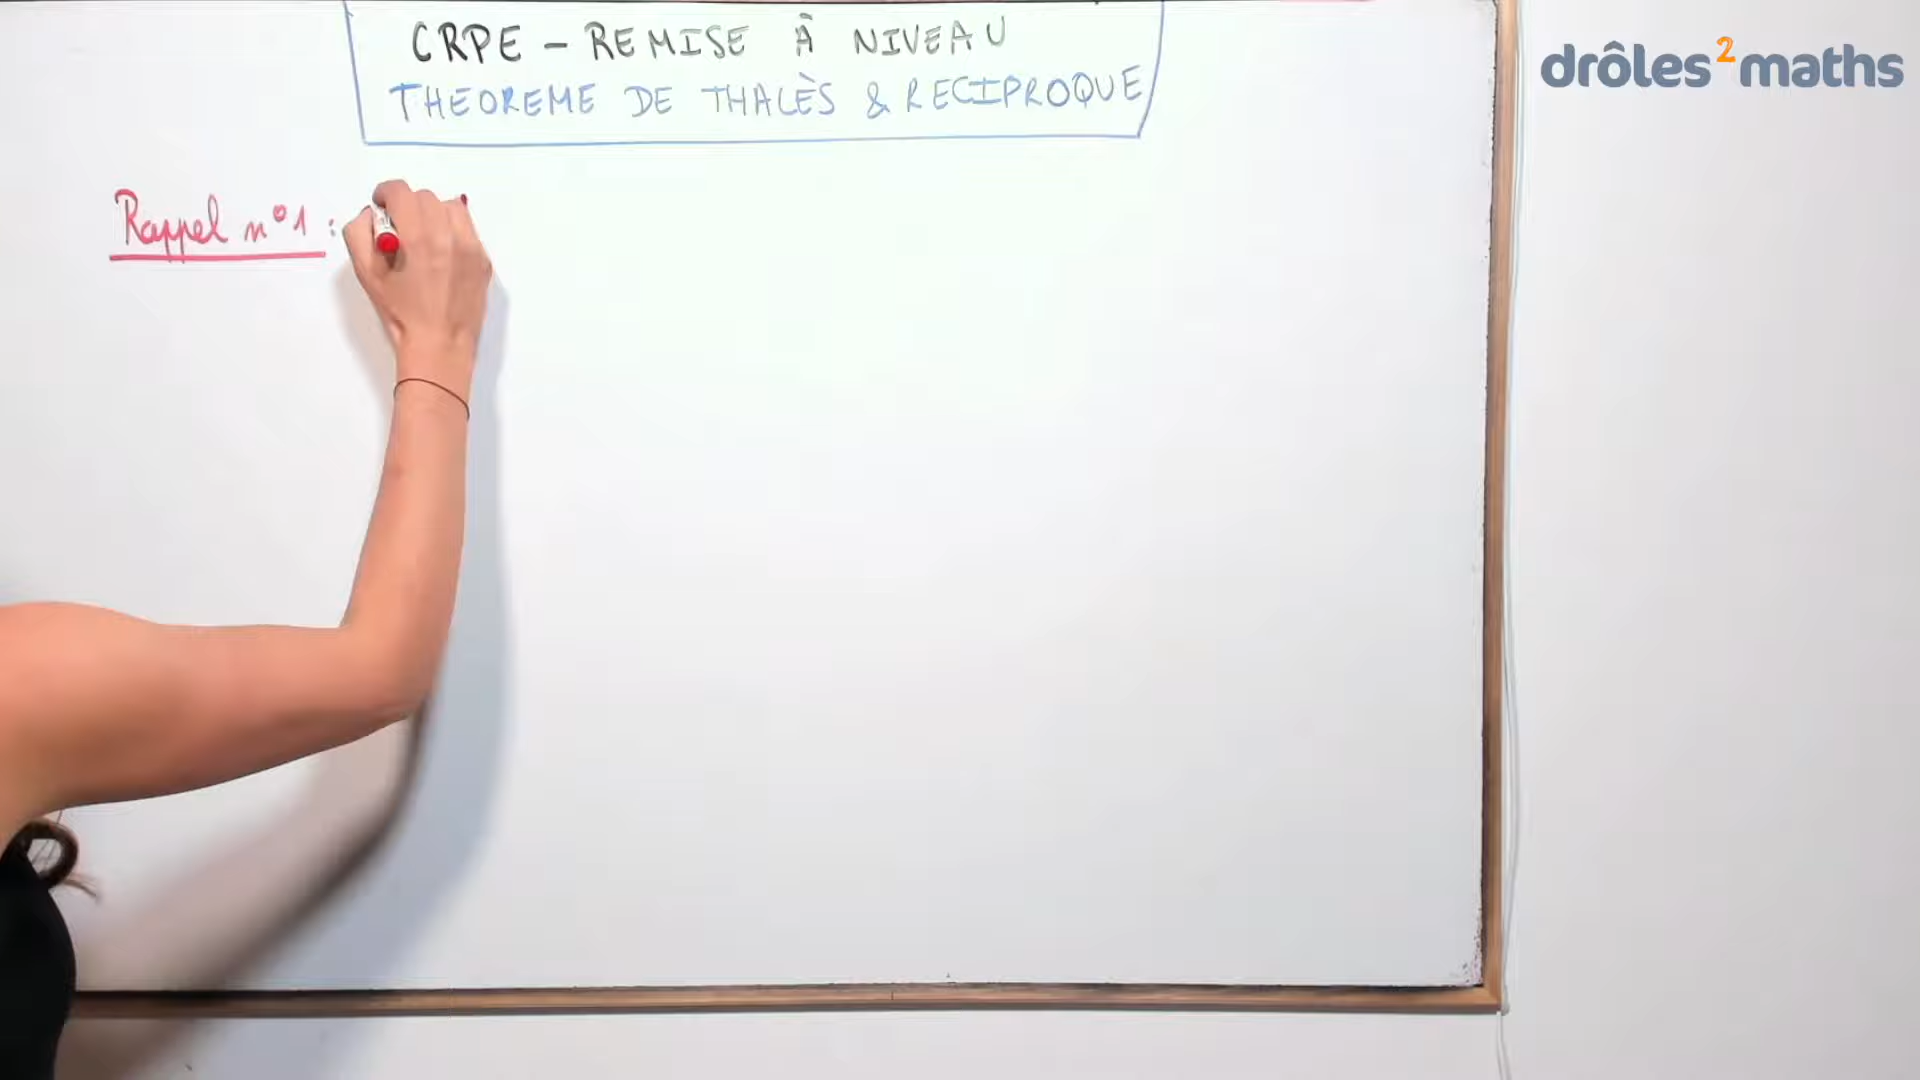 CRPE - REMISE À NIVEAU
THEOREME DE THALÈS & RECIPROQUE
drôles²maths
Rappel n°1 :